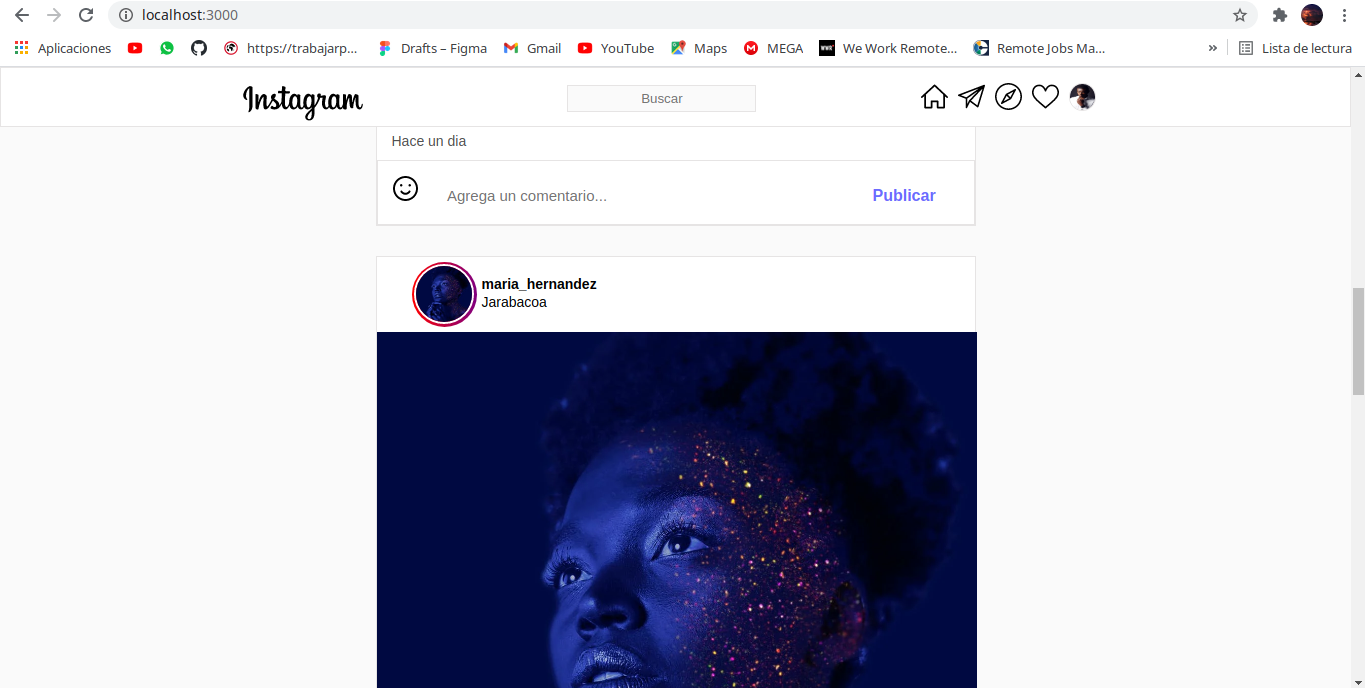 localhost:3000
Aplicaciones https://trabajarp... Drafts – Figma Gmail YouTube Maps MEGA WWR We Work Remote... Remote Jobs Ma... » Lista de lectura
Instagram Buscar
Hace un dia
Agrega un comentario... Publicar
maria_hernandez
Jarabacoa